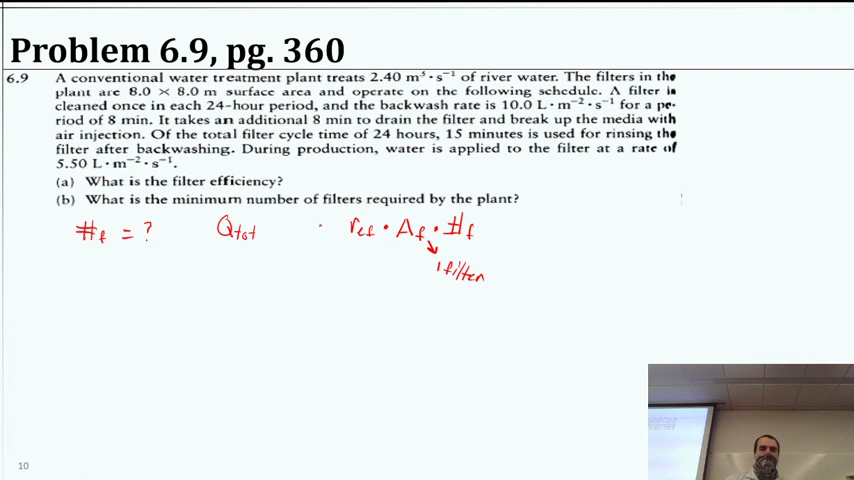 Problem 6.9, pg. 360
6.9 A conventional water treatment plant treats 2.40 m³ · s⁻¹ of river water. The filters in the
plant are 8.0 × 8.0 m surface area and operate on the following schedule. A filter is
cleaned once in each 24-hour period, and the backwash rate is 10.0 L · m⁻² · s⁻¹ for a pe-
riod of 8 min. It takes an additional 8 min to drain the filter and break up the media with
air injection. Of the total filter cycle time of 24 hours, 15 minutes is used for rinsing the
filter after backwashing. During production, water is applied to the filter at a rate of
5.50 L · m⁻² · s⁻¹.
(a) What is the filter efficiency?
(b) What is the minimum number of filters required by the plant?
#f = ? Qtot · ref · Af · #f
1 filter
10